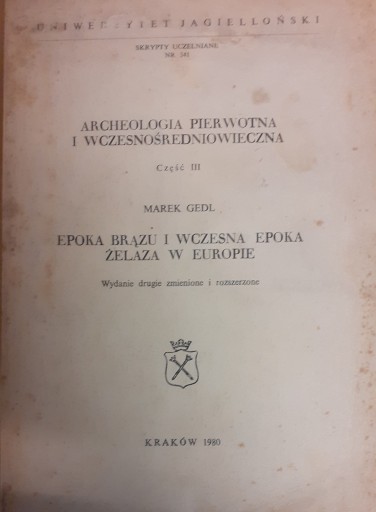 UNIWERSYTET JAGIELLOŃSKI
SKRYPTY UCZELNIANE
NR 341
ARCHEOLOGIA PIERWOTNA
I WCZESNOŚREDNIOWIECZNA
Część III
MAREK GEDL
EPOKA BRĄZU I WCZESNA EPOKA
ŻELAZA W EUROPIE
Wydanie drugie zmienione i rozszerzone
KRAKÓW 1980